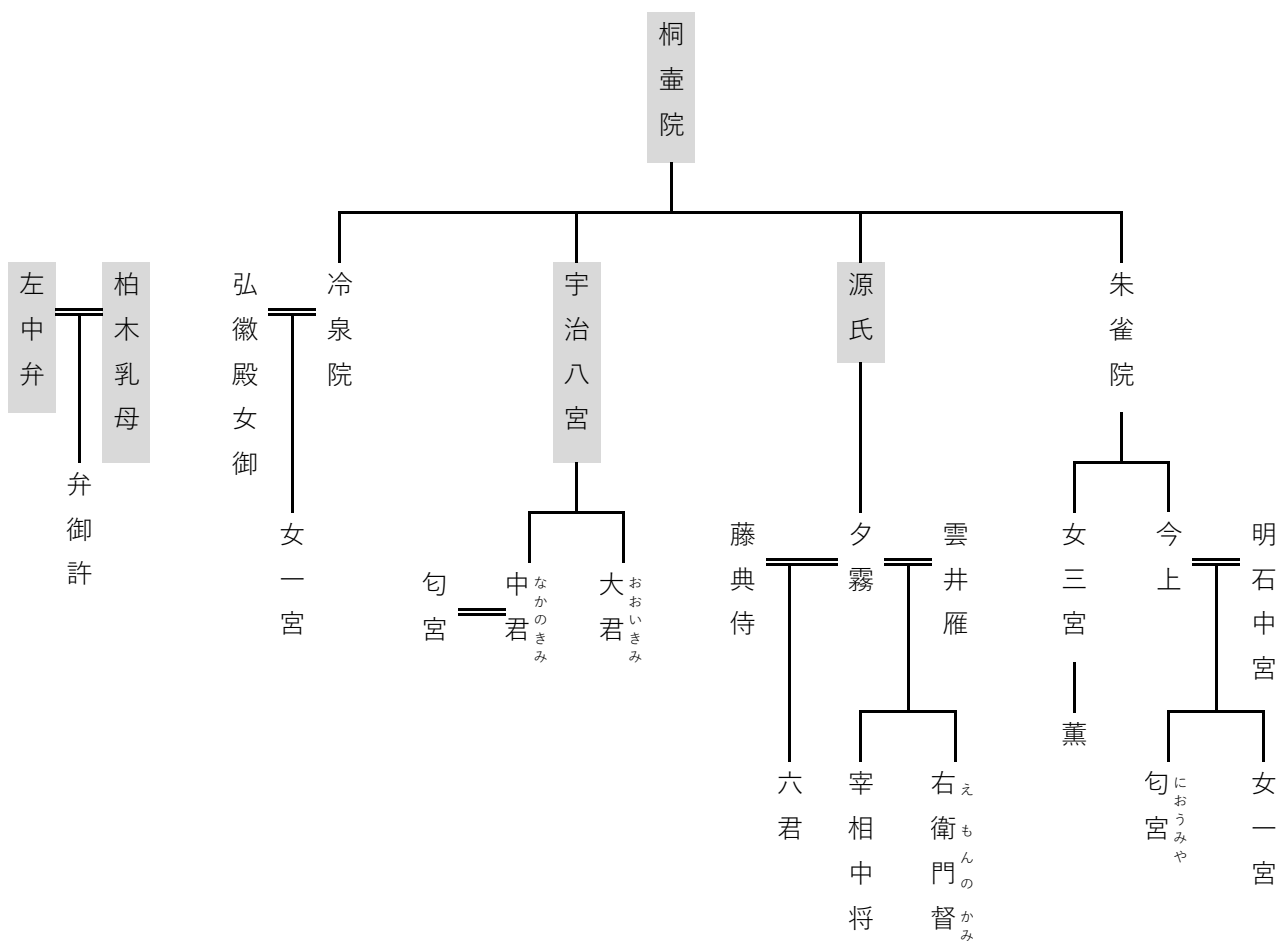 桐壷院
朱雀院
源氏
宇治八宮
冷泉院
弘徽殿女御
柏木乳母
左中弁
弁御許
明石中宮
今上
女三宮
雲井雁
夕霧
藤典侍
大君
おおいきみ
中君
なかのきみ
匂宮
女一宮
薫
女一宮
匂宮
におうみや
右衛門督
えもんのかみ
宰相中将
六君